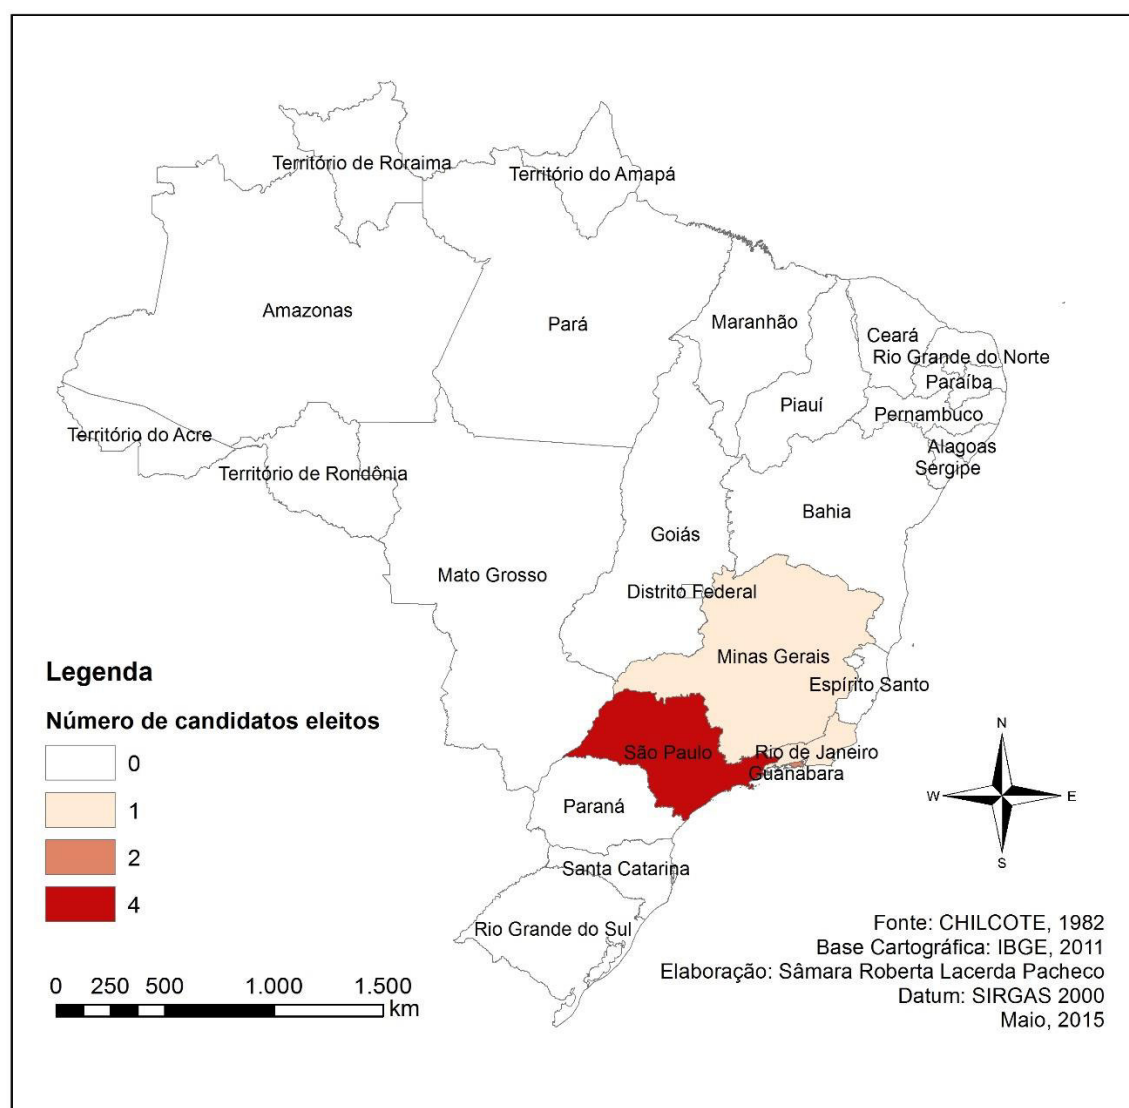 Território de Roraima
Território do Amapá
Amazonas
Pará
Maranhão
Ceará
Rio Grande do Norte
Paraíba
Piauí
Pernambuco
Território do Acre
Alagoas
Território de Rondônia
Sergipe
Bahia
Goiás
Mato Grosso
Distrito Federal
Minas Gerais
Espírito Santo
São Paulo
Rio de Janeiro
Guanabara
Paraná
Santa Catarina
Rio Grande do Sul
Legenda
Número de candidatos eleitos
0
1
2
4
0 250 500 1.000 1.500
km
N
W E
S
Fonte: CHILCOTE, 1982
Base Cartográfica: IBGE, 2011
Elaboração: Sâmara Roberta Lacerda Pacheco
Datum: SIRGAS 2000
Maio, 2015